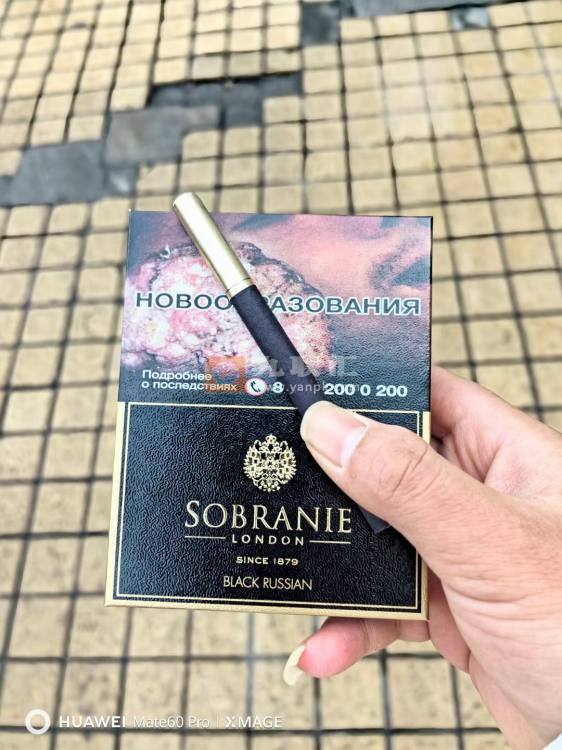 НОВООБРАЗОВАНИЯ
Подробнее
о последствиях
8 200 0 200
SOBRANIE
LONDON
SINCE 1879
BLACK RUSSIAN
HUAWEI Mate60 Pro | XMAGE